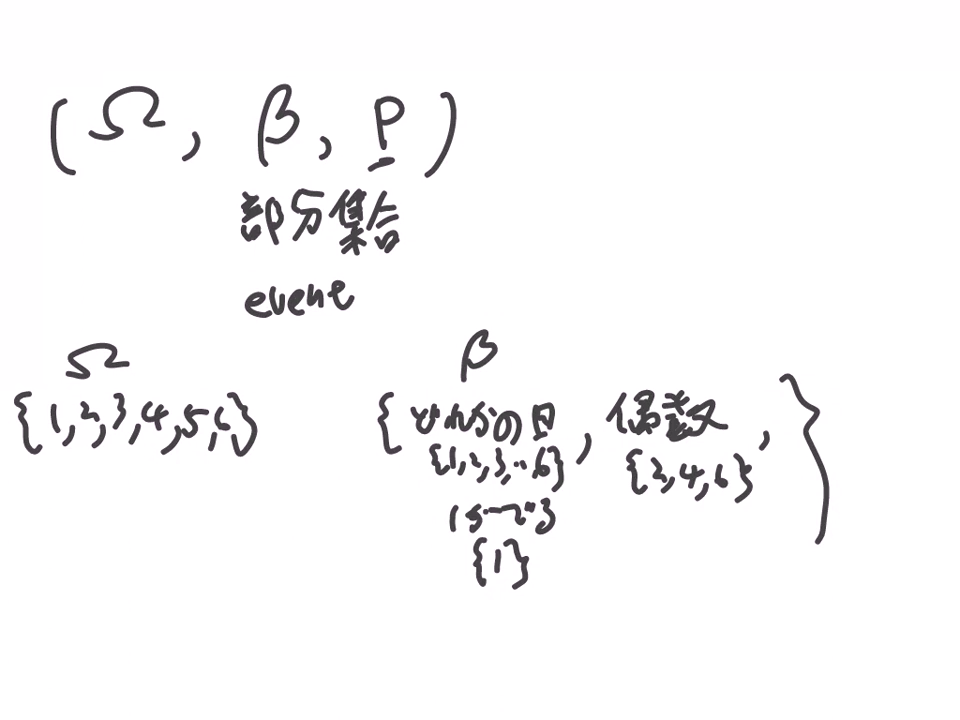 (Ω, β, P)
部分集合
event
Ω
{1,2,3,4,5,6}
β
{どれかの目, 偶数, }
{1,2,3,…6} {2,4,6}
1が出る
{1}